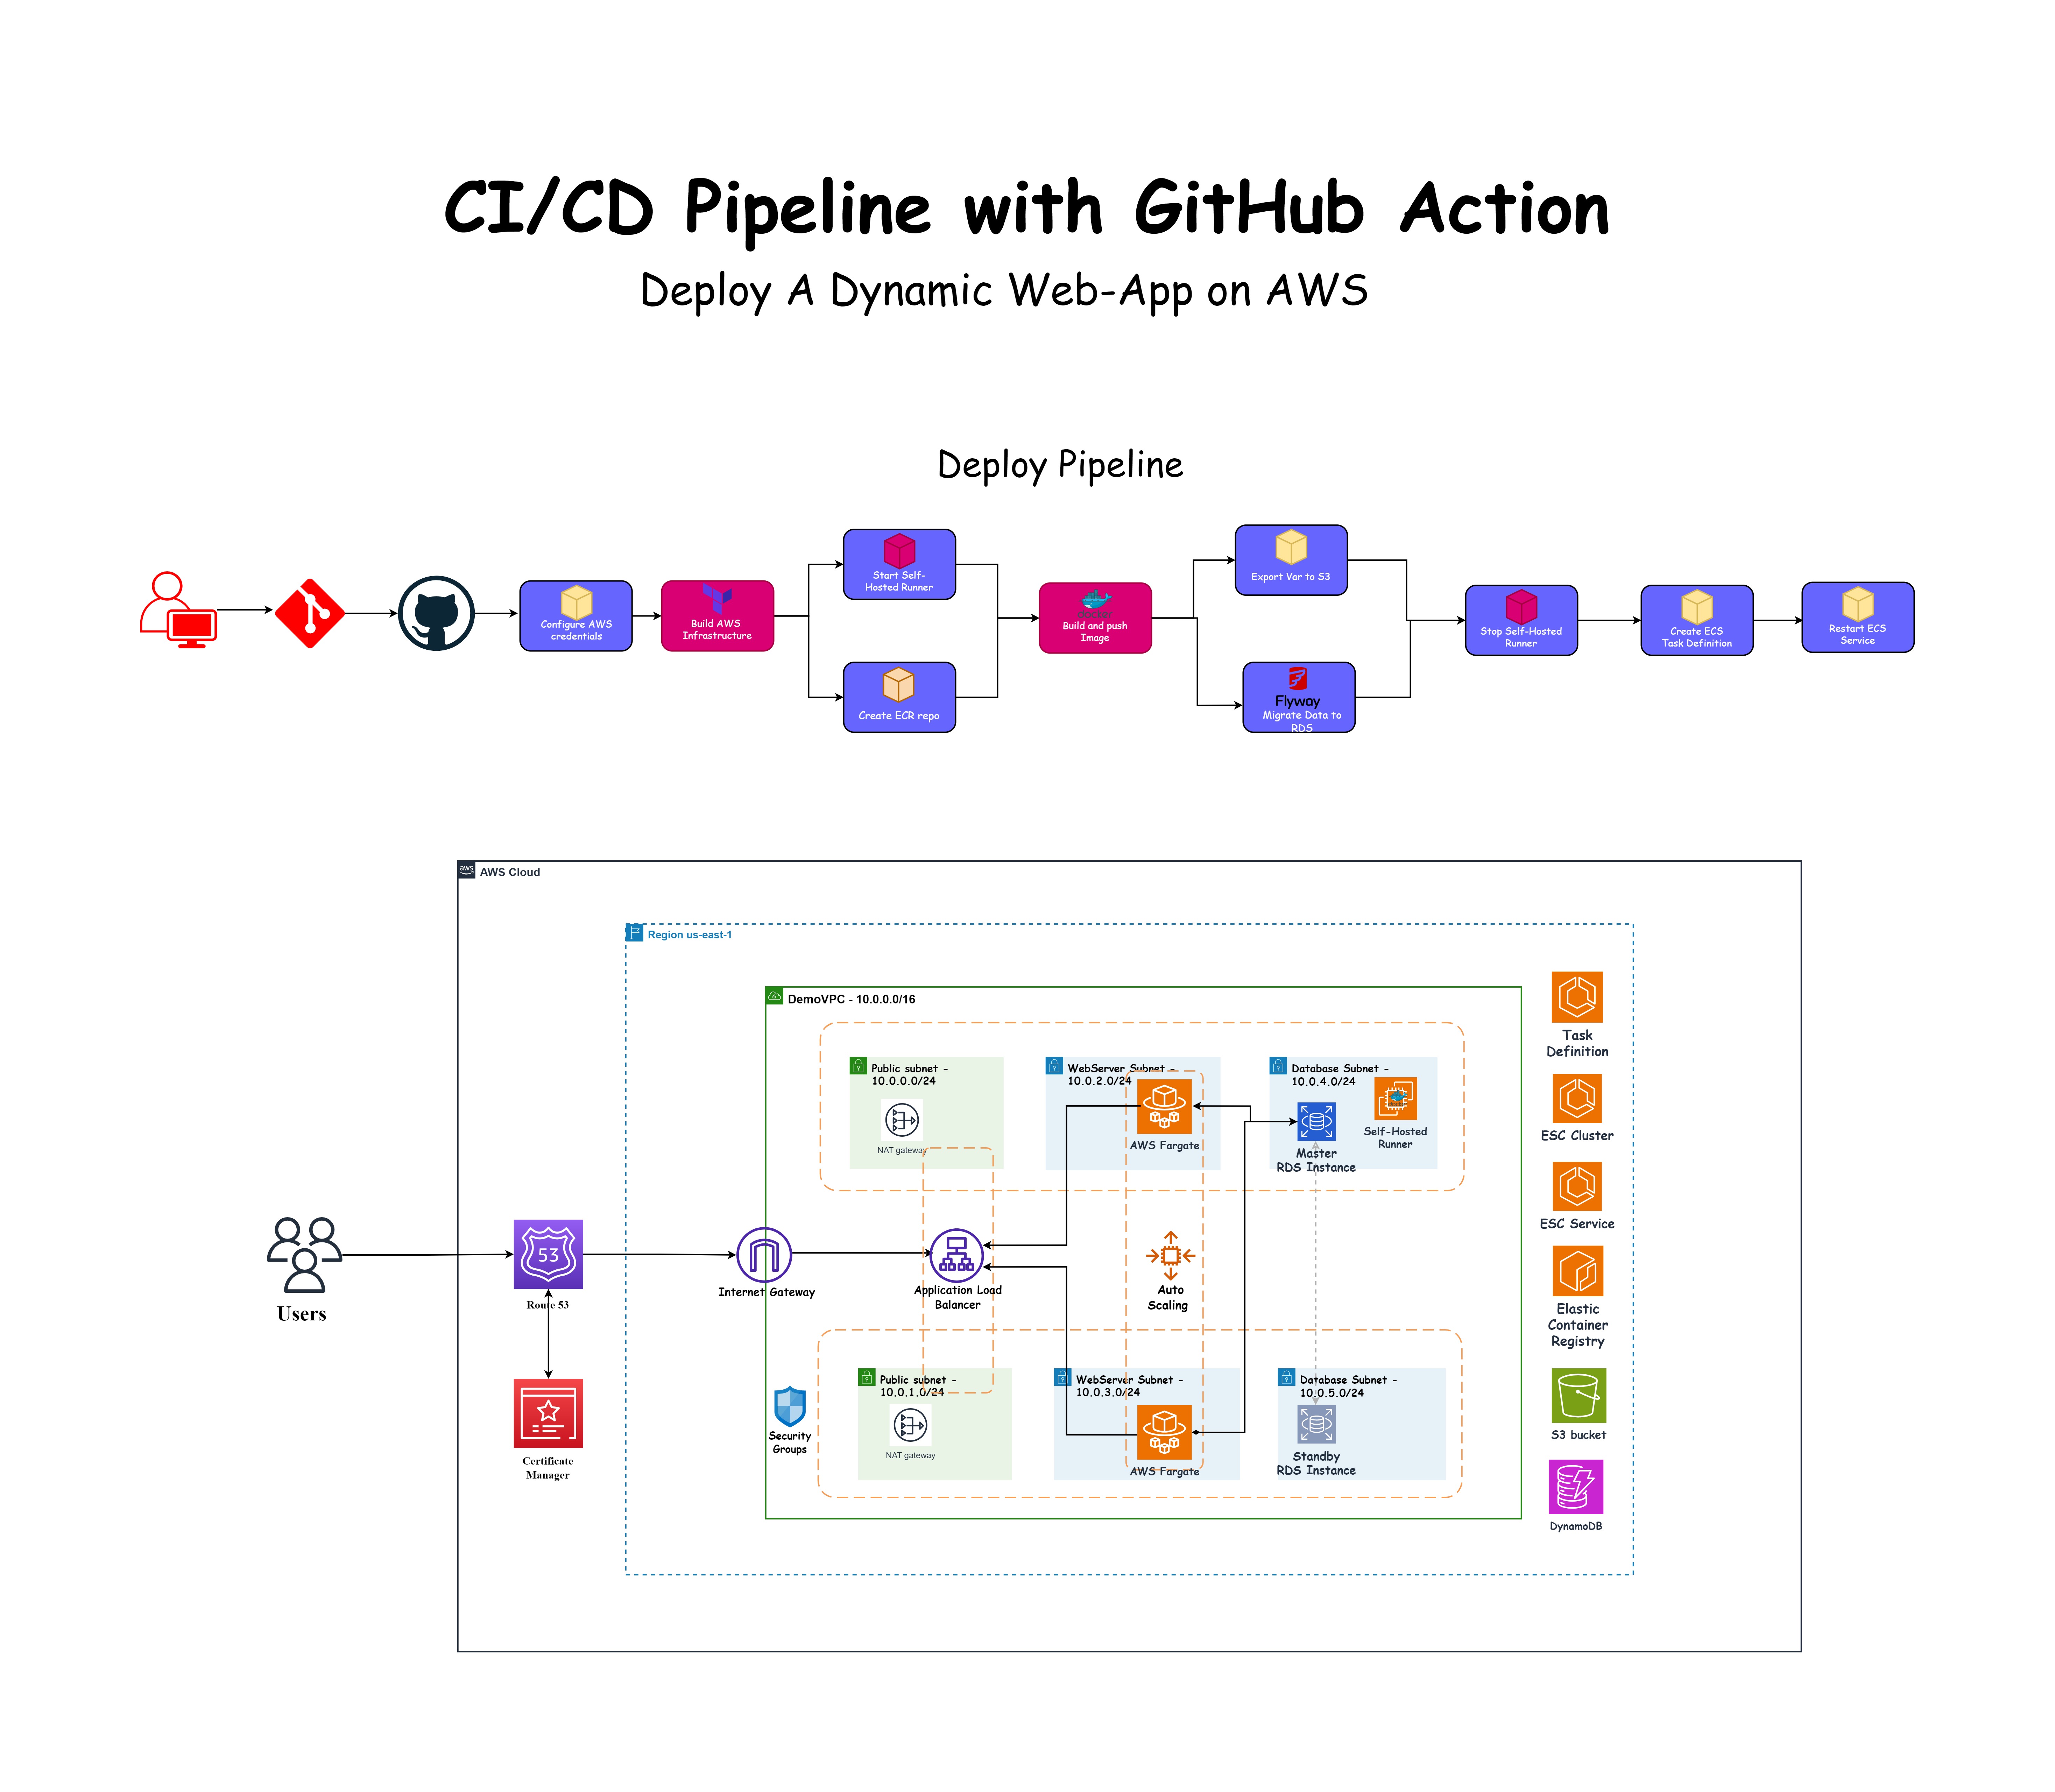 CI/CD Pipeline with GitHub Action
Deploy A Dynamic Web-App on AWS
Deploy Pipeline
Configure AWS
credentials
Build AWS
Infrastructure
Start Self-
Hosted Runner
Create ECR repo
docker
Build and push
Image
Export Var to S3
Flyway
Migrate Data to
RDS
Stop Self-Hosted
Runner
Create ECS
Task Definition
Restart ECS
Service
aws
AWS Cloud
Region us-east-1
DemoVPC - 10.0.0.0/16
Public subnet -
10.0.0.0/24
NAT gateway
WebServer Subnet -
10.0.2.0/24
AWS Fargate
Database Subnet -
10.0.4.0/24
Master
RDS Instance
Self-Hosted
Runner
Users
53
Route 53
Certificate
Manager
Internet Gateway
Application Load
Balancer
Auto
Scaling
Security
Groups
Public subnet -
10.0.1.0/24
NAT gateway
WebServer Subnet -
10.0.3.0/24
AWS Fargate
Database Subnet -
10.0.5.0/24
Standby
RDS Instance
Task
Definition
ESC Cluster
ESC Service
Elastic
Container
Registry
S3 bucket
DynamoDB